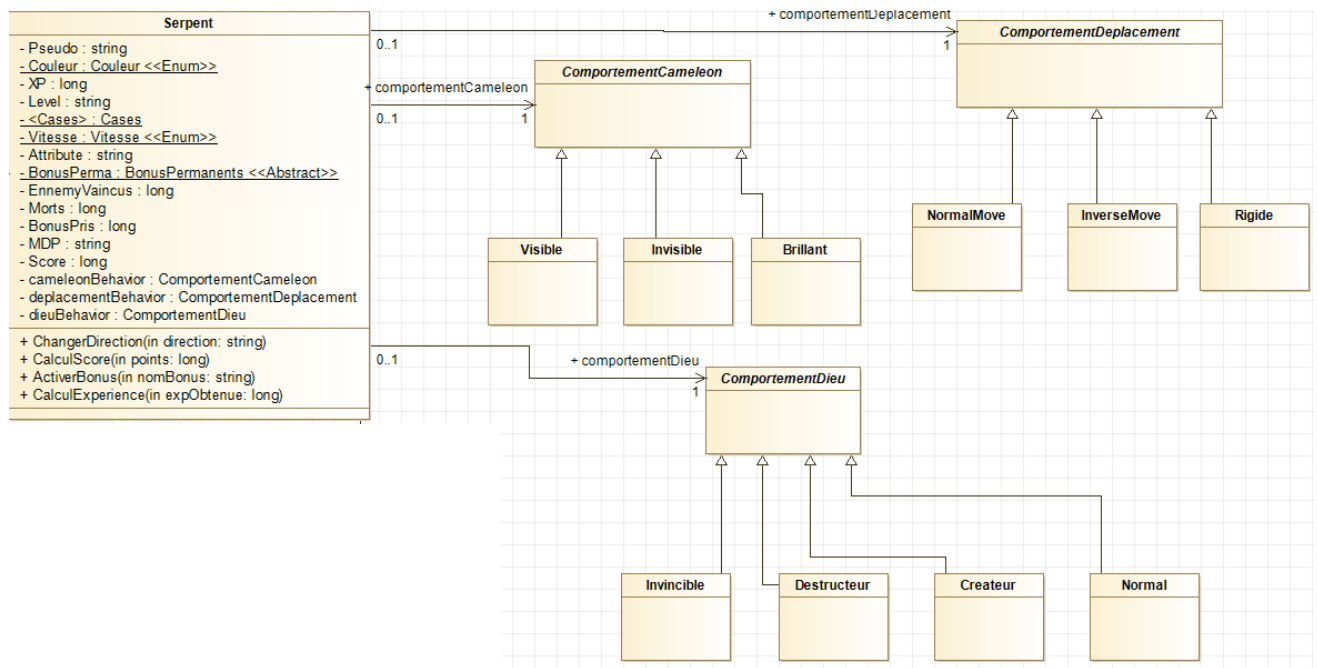 Serpent
- Pseudo : string
- Couleur : Couleur <<Enum>>
- XP : long
- Level : string
- <Cases> : Cases
- Vitesse : Vitesse <<Enum>>
- Attribute : string
- BonusPerma : BonusPermanents <<Abstract>>
- EnnemyVaincus : long
- Morts : long
- BonusPris : long
- MDP : string
- Score : long
- cameleonBehavior : ComportementCameleon
- deplacementBehavior : ComportementDeplacement
- dieuBehavior : ComportementDieu
+ ChangerDirection(in direction: string)
+ CalculScore(in points: long)
+ ActiverBonus(in nomBonus: string)
+ CalculExperience(in expObtenue: long)
+ comportementDeplacement
0..1
1
ComportementDeplacement
+ comportementCameleon
0..1
1
ComportementCameleon
NormalMove
InverseMove
Rigide
Visible
Invisible
Brillant
0..1
+ comportementDieu
1
ComportementDieu
Invincible
Destructeur
Createur
Normal